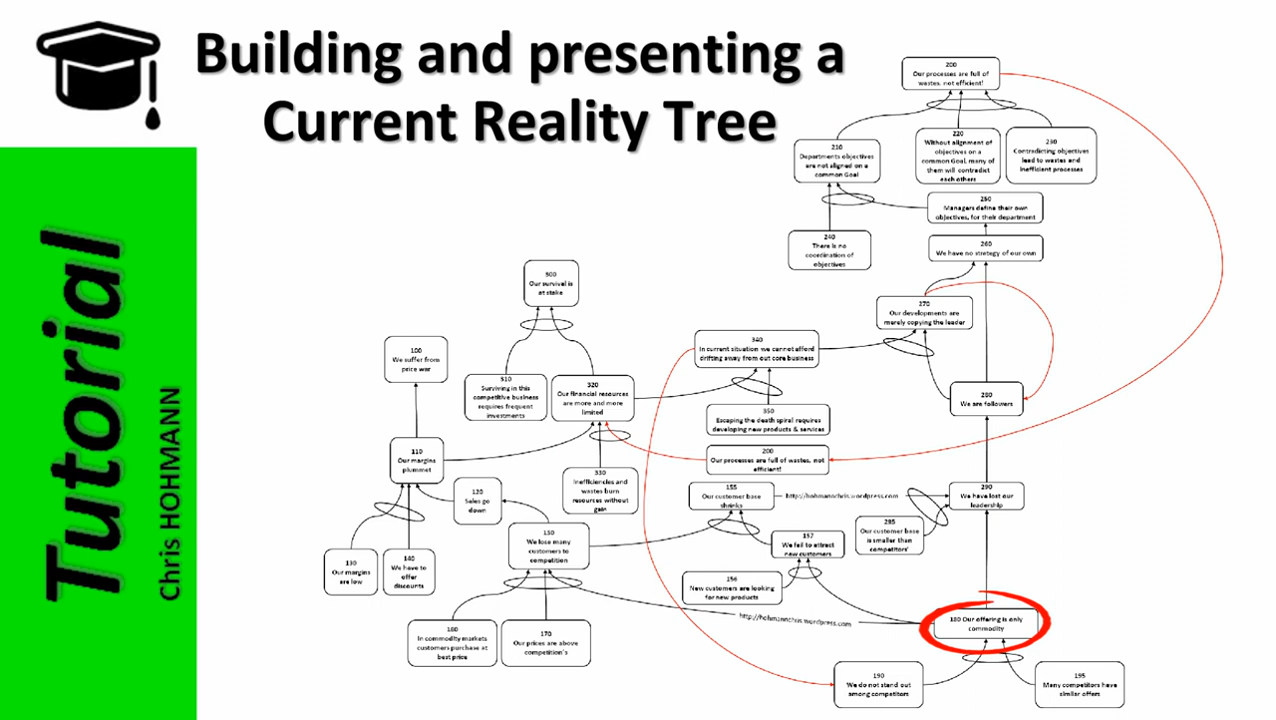 Building and presenting a
Current Reality Tree
Tutorial
Chris HOHMANN
200
Our processes are full of
wastes, not efficient!
210
Departments objectives
are not aligned on a
common Goal
220
Without alignment of
objectives on a
common Goal, many of
them will contradict
each others
230
Contradicting objectives
lead to wastes and
inefficient processes
250
Managers define their own
objectives, for their department
240
There is no
coordination of
objectives
260
We have no strategy of our own
270
Our developments are
merely copying the leader
300
Our survival is
at stake
100
We suffer from
price war
310
Surviving in this
competitive business
requires frequent
investments
320
Our financial resources
are more and more
limited
340
In current situation we cannot afford
drifting away from out core business
350
Escaping the death spiral requires
developing new products & services
280
We are followers
110
Our margins
plummet
200
Our processes are full of wastes, not
efficient!
330
Inefficiencies and
wastes burn
resources without
gain
120
Sales go
down
155
Our customer base
shrinks
http://hohmannchris.wordpress.com
290
We have lost our
leadership
295
Our customer base
is smaller than
competitors'
150
We lose many
customers to
competition
157
We fail to attract
new customers
130
Our margins
are low
140
We have to
offer
discounts
156
New customers are looking
for new products
http://hohmannchris.wordpress.com
180 Our offering is only
commodity
160
In commodity markets
customers purchase at
best price
170
Our prices are above
competition's
190
We do not stand out
among competitors
195
Many competitors have
similar offers